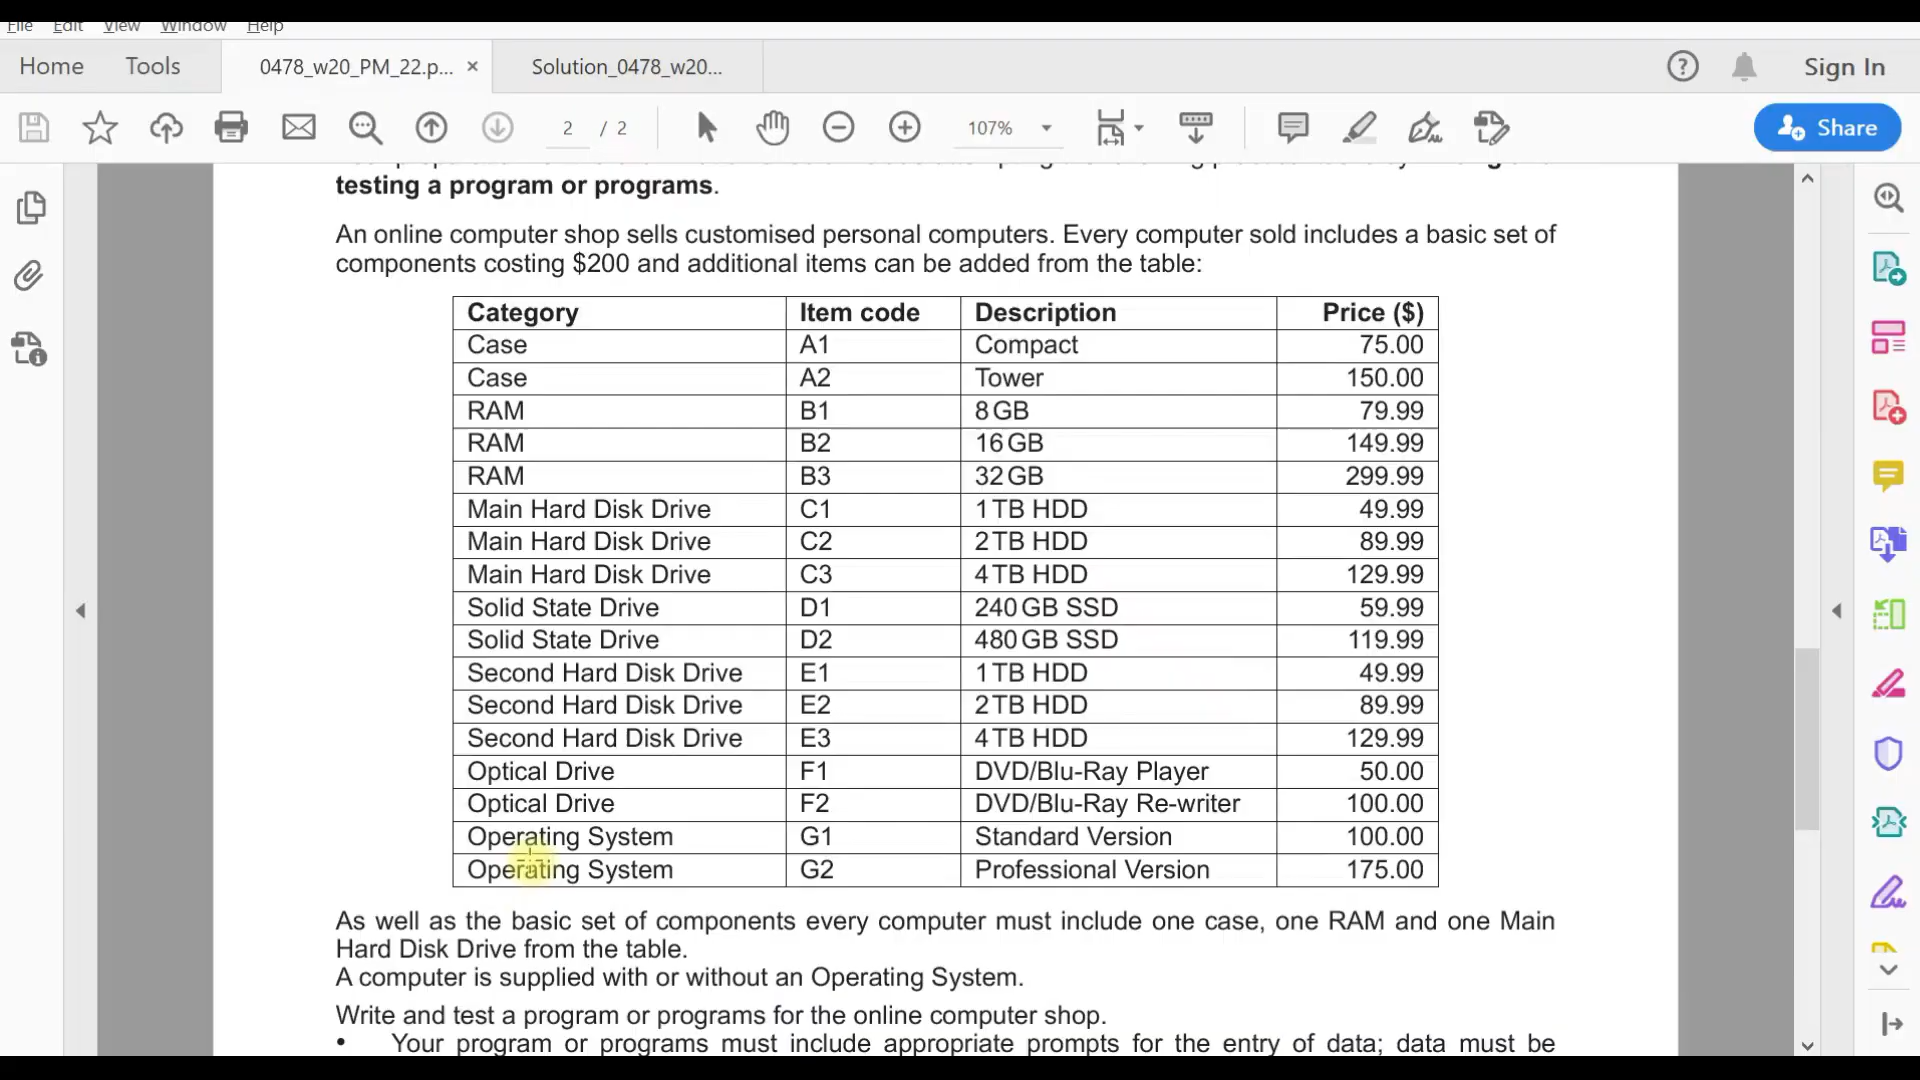 File Edit View Window Help
Home Tools 0478_w20_PM_22.p... × Solution_0478_w20... Sign In
2 / 2 107% Share
testing a program or programs.
An online computer shop sells customised personal computers. Every computer sold includes a basic set of
components costing $200 and additional items can be added from the table:
Category Item code Description Price ($)
Case A1 Compact 75.00
Case A2 Tower 150.00
RAM B1 8 GB 79.99
RAM B2 16 GB 149.99
RAM B3 32 GB 299.99
Main Hard Disk Drive C1 1 TB HDD 49.99
Main Hard Disk Drive C2 2 TB HDD 89.99
Main Hard Disk Drive C3 4 TB HDD 129.99
Solid State Drive D1 240 GB SSD 59.99
Solid State Drive D2 480 GB SSD 119.99
Second Hard Disk Drive E1 1 TB HDD 49.99
Second Hard Disk Drive E2 2 TB HDD 89.99
Second Hard Disk Drive E3 4 TB HDD 129.99
Optical Drive F1 DVD/Blu-Ray Player 50.00
Optical Drive F2 DVD/Blu-Ray Re-writer 100.00
Operating System G1 Standard Version 100.00
Operating System G2 Professional Version 175.00
As well as the basic set of components every computer must include one case, one RAM and one Main
Hard Disk Drive from the table.
A computer is supplied with or without an Operating System.
Write and test a program or programs for the online computer shop.
• Your program or programs must include appropriate prompts for the entry of data; data must be